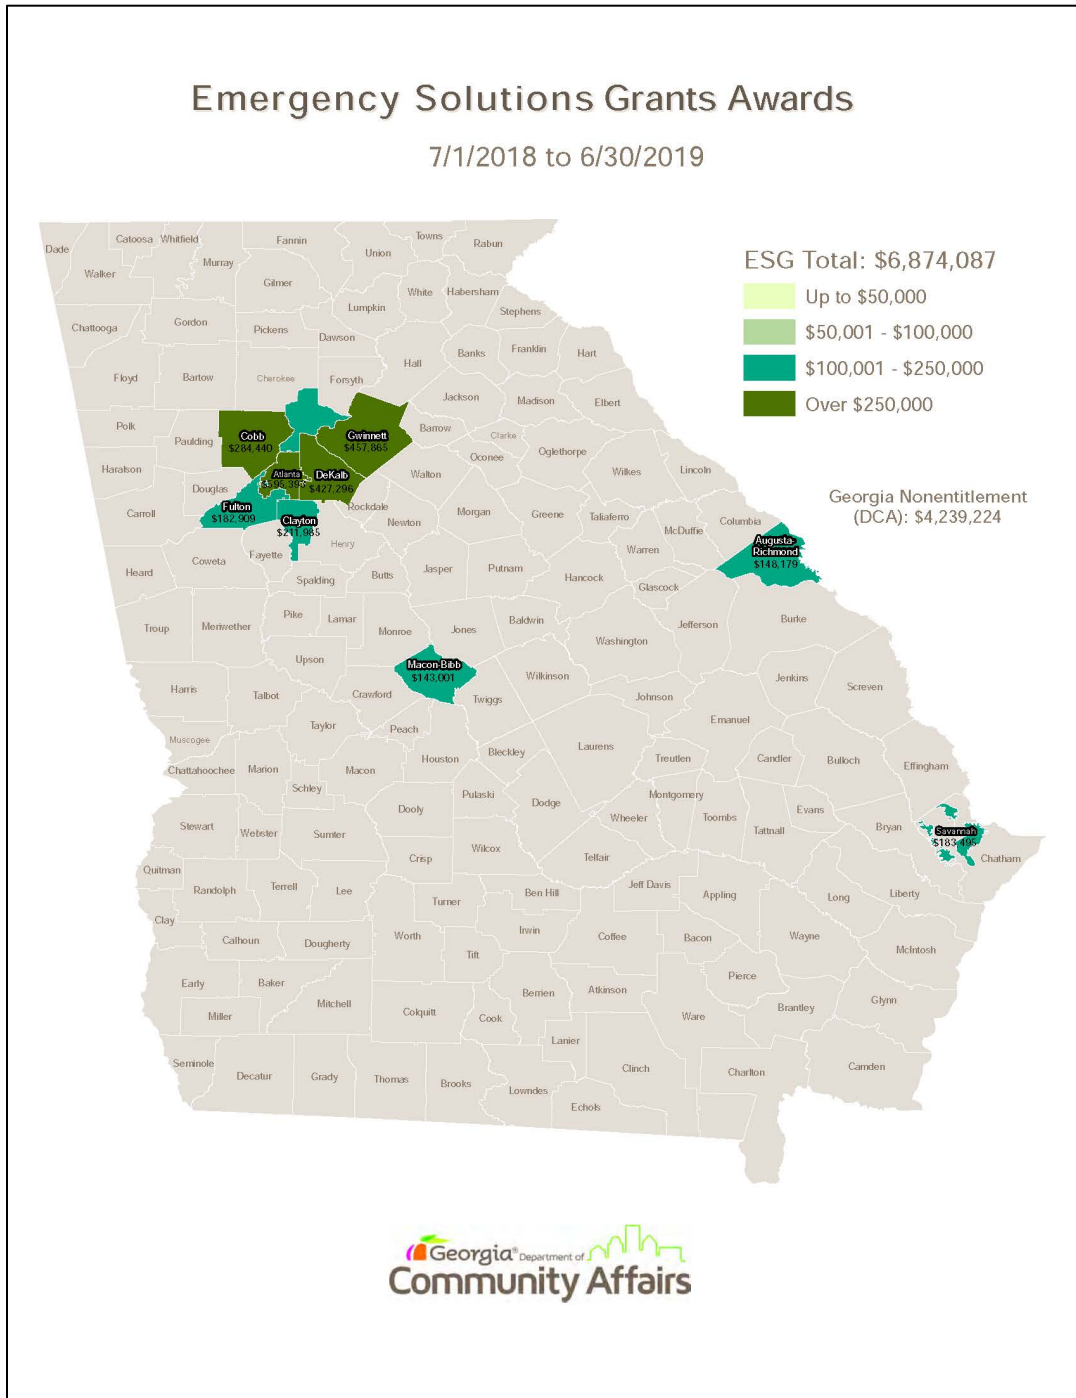 Emergency Solutions Grants Awards
7/1/2018 to 6/30/2019
ESG Total: $6,874,087
Up to $50,000
$50,001 - $100,000
$100,001 - $250,000
Over $250,000
Georgia Nonentitlement
(DCA): $4,239,224
Dade
Catoosa
Whitfield
Murray
Fannin
Union
Towns
Rabun
Walker
Gilmer
White
Habersham
Lumpkin
Stephens
Chattooga
Gordon
Pickens
Dawson
Hall
Banks
Franklin
Hart
Floyd
Bartow
Cherokee
Forsyth
Jackson
Madison
Elbert
Polk
Paulding
Cobb
$284,440
Gwinnett
$457,865
Barrow
Clarke
Oconee
Oglethorpe
Haralson
Douglas
Atlanta
DeKalb
$427,296
Walton
Wilkes
Lincoln
Carroll
Fulton
$182,909
Clayton
$211,985
Rockdale
Newton
Morgan
Greene
Taliaferro
McDuffie
Columbia
Augusta-
Richmond
$148,179
Heard
Coweta
Fayette
Henry
Spalding
Butts
Jasper
Putnam
Hancock
Warren
Glascock
Troup
Meriwether
Pike
Lamar
Monroe
Jones
Baldwin
Washington
Jefferson
Burke
Upson
Macon-Bibb
$143,001
Wilkinson
Jenkins
Screven
Harris
Talbot
Crawford
Twiggs
Johnson
Emanuel
Muscogee
Taylor
Peach
Houston
Bleckley
Laurens
Treutlen
Candler
Bulloch
Effingham
Chattahoochee
Marion
Macon
Schley
Dooly
Pulaski
Dodge
Montgomery
Wheeler
Toombs
Tattnall
Evans
Bryan
Savannah
$183,495
Chatham
Stewart
Webster
Sumter
Crisp
Wilcox
Telfair
Quitman
Randolph
Terrell
Lee
Turner
Ben Hill
Jeff Davis
Appling
Long
Liberty
Clay
Calhoun
Dougherty
Worth
Irwin
Tift
Coffee
Bacon
Wayne
McIntosh
Early
Baker
Mitchell
Berrien
Atkinson
Pierce
Brantley
Glynn
Miller
Colquitt
Cook
Lanier
Ware
Seminole
Decatur
Grady
Thomas
Brooks
Lowndes
Echols
Clinch
Charlton
Camden
Georgia® Department of
Community Affairs